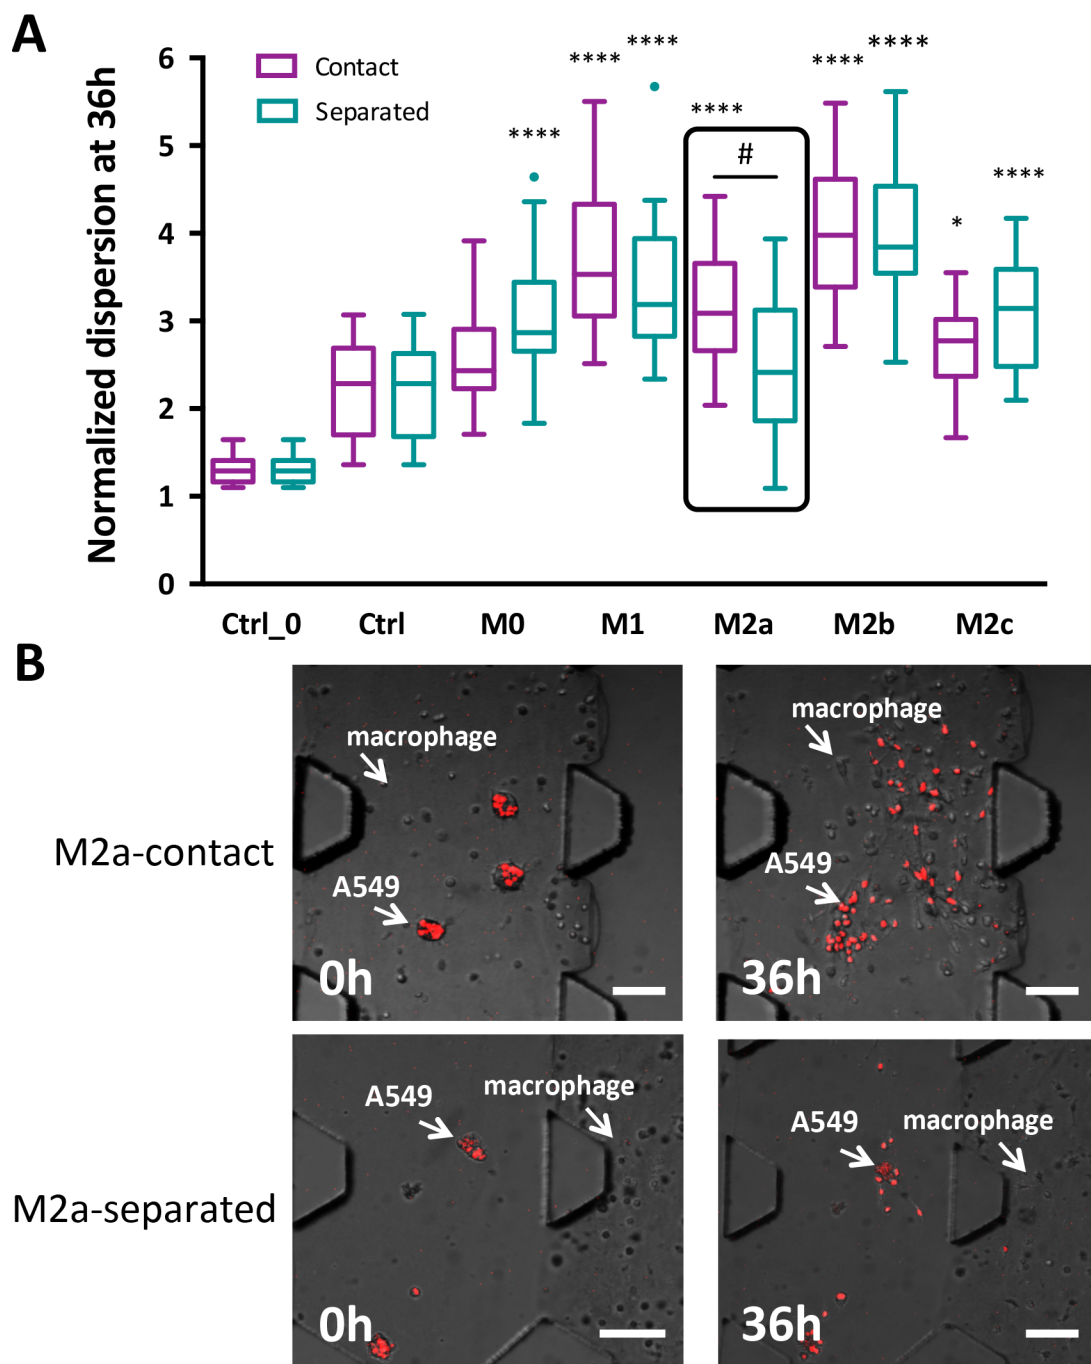 A
Normalized dispersion at 36h
6
5
4
3
2
1
0
Contact
Separated
****
****
****
****
#
****
****
*
****
Ctrl_0 Ctrl M0 M1 M2a M2b M2c
B
M2a-contact
macrophage
A549
0h
macrophage
A549
36h
M2a-separated
A549
macrophage
0h
A549
macrophage
36h